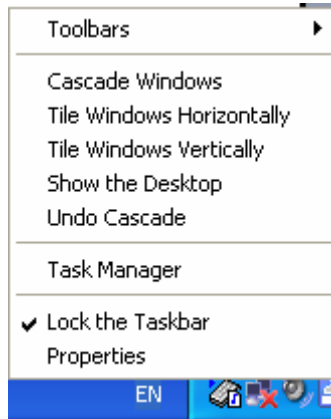 Toolbars
Cascade Windows
Tile Windows Horizontally
Tile Windows Vertically
Show the Desktop
Undo Cascade
Task Manager
Lock the Taskbar
Properties
EN